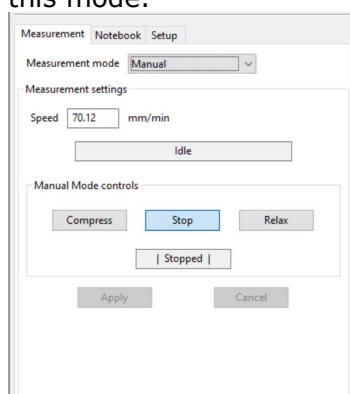 this mode.
Measurement Notebook Setup
Measurement mode Manual
Measurement settings
Speed 70.12 mm/min
Idle
Manual Mode controls
Compress Stop Relax
| Stopped |
Apply Cancel